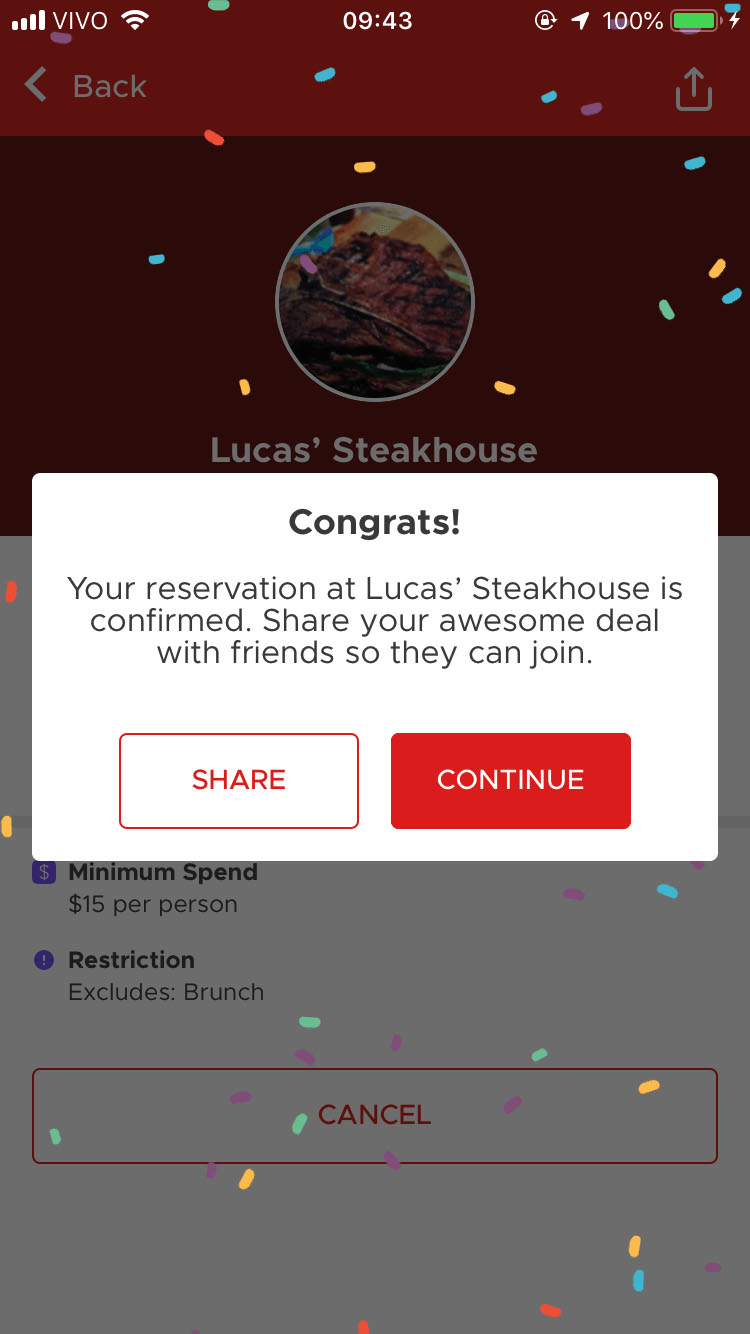 VIVO 09:43 100%
Back
Lucas’ Steakhouse
Congrats!
Your reservation at Lucas’ Steakhouse is
confirmed. Share your awesome deal
with friends so they can join.
SHARE CONTINUE
$ Minimum Spend
$15 per person
! Restriction
Excludes: Brunch
CANCEL